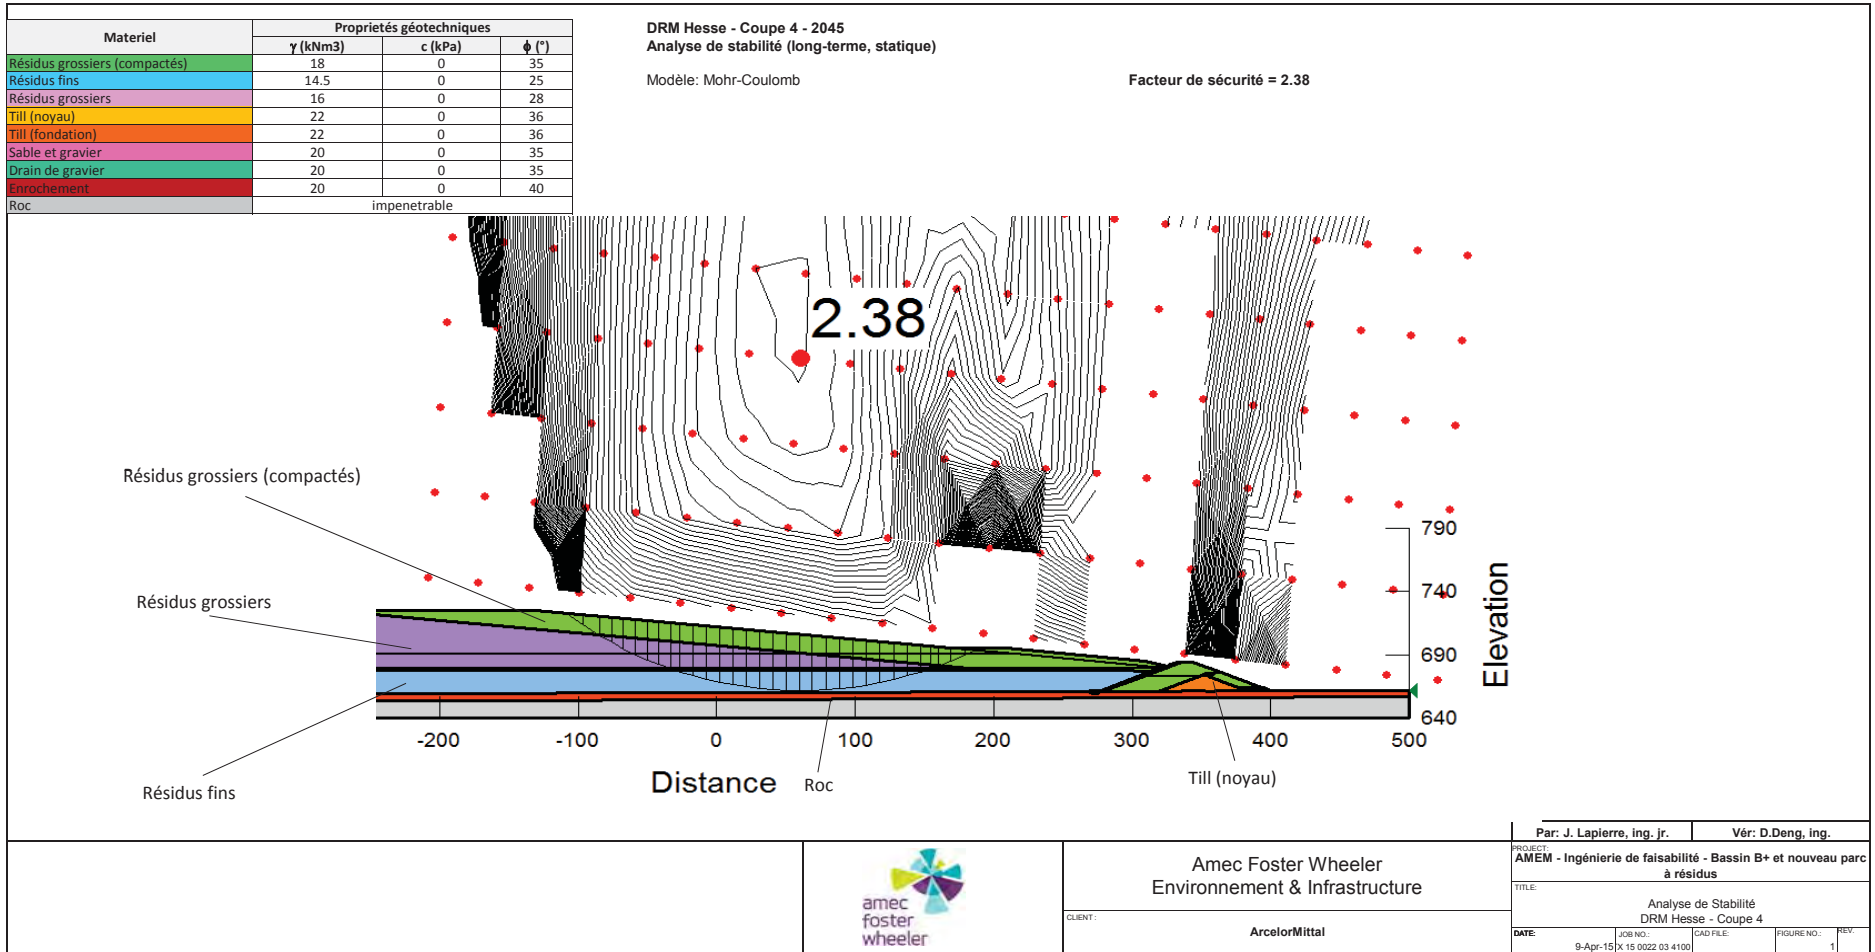 Materiel
Proprietés géotechniques
γ (kNm3) c (kPa) ϕ (°)
Résidus grossiers (compactés) 18 0 35
Résidus fins 14.5 0 25
Résidus grossiers 16 0 28
Till (noyau) 22 0 36
Till (fondation) 22 0 36
Sable et gravier 20 0 35
Drain de gravier 20 0 35
Enrochement 20 0 40
Roc impenetrable
DRM Hesse - Coupe 4 - 2045
Analyse de stabilité (long-terme, statique)
Modèle: Mohr-Coulomb
Facteur de sécurité = 2.38
2.38
Résidus grossiers (compactés)
Résidus grossiers
Résidus fins
Roc
Till (noyau)
790
740
690
640
Elevation
-200 -100 0 100 200 300 400 500
Distance
Par: J. Lapierre, ing. jr.
Vér: D.Deng, ing.
amec
foster
wheeler
Amec Foster Wheeler
Environnement & Infrastructure
CLIENT:
ArcelorMittal
PROJECT:
AMEM - Ingénierie de faisabilité - Bassin B+ et nouveau parc
à résidus
TITLE:
Analyse de Stabilité
DRM Hesse - Coupe 4
DATE: JOB NO.: CAD FILE: FIGURE NO.: REV.
9-Apr-15 X 15 0022 03 4100 1